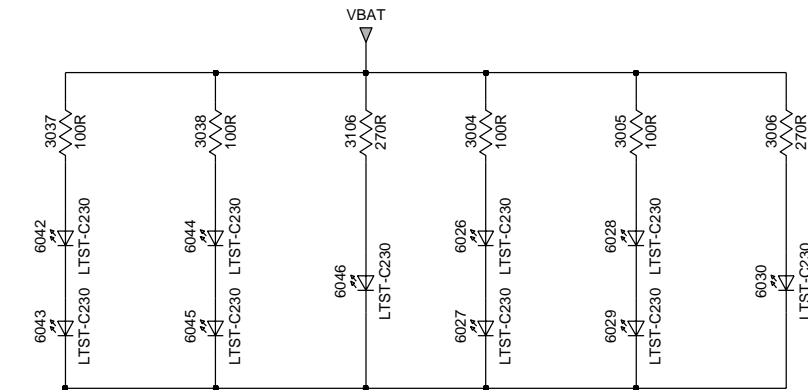 VBAT
3037
100R
3038
100R
3106
270R
3004
100R
3005
100R
3006
270R
6042
LTST-C230
6044
LTST-C230
6046
LTST-C230
6026
LTST-C230
6028
LTST-C230
6030
LTST-C230
6043
LTST-C230
6045
LTST-C230
6027
LTST-C230
6029
LTST-C230